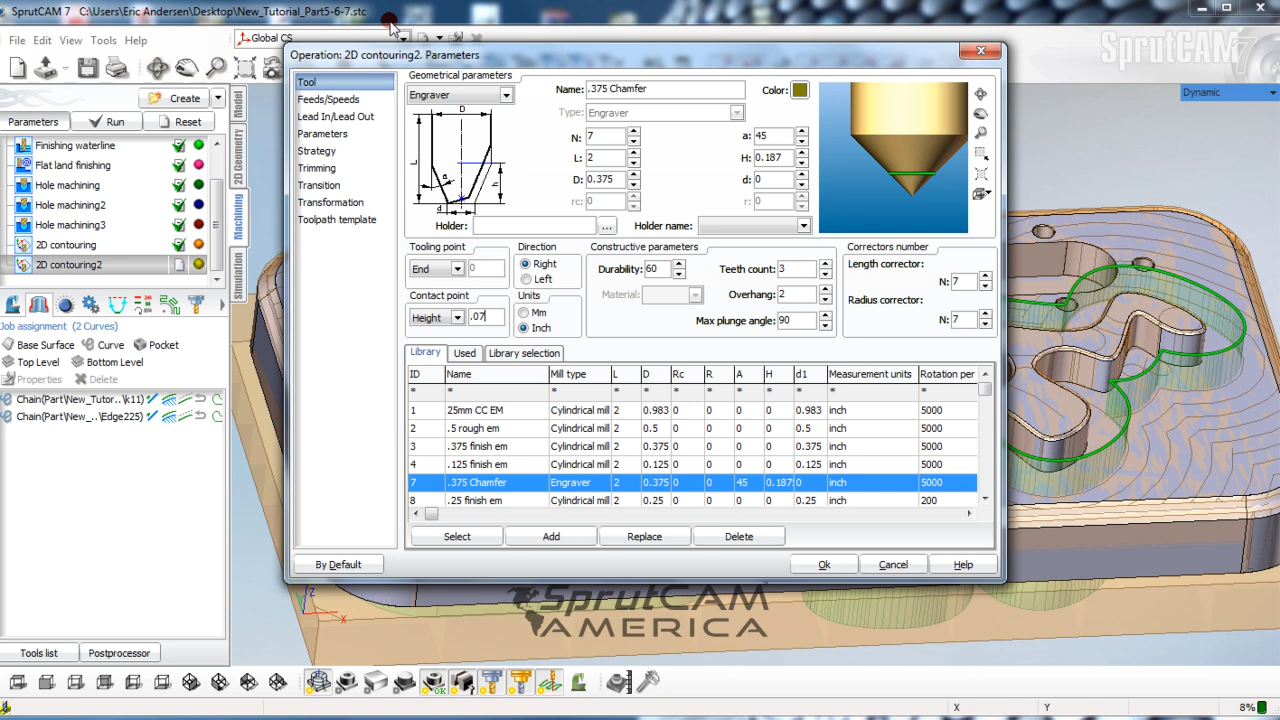 SprutCAM 7 C:\Users\Eric Andersen\Desktop\New_Tutorial_Part5-6-7.stc
File Edit View Tools Help
Global CS
SprutCAM 7
Dynamic
Create
Parameters Run Reset
Finishing waterline
Flat land finishing
Hole machining
Hole machining2
Hole machining3
2D contouring
2D contouring2
Model
2D Geometry
Machining
Simulation
Job assignment (2 Curves)
Base Surface Curve Pocket
Top Level Bottom Level
Properties Delete
Chain(Part\New_Tutor..\k11)
Chain(Part\New_..\Edge225)
Tools list Postprocessor
Operation: 2D contouring2. Parameters
Tool
Feeds/Speeds
Lead In/Lead Out
Parameters
Strategy
Trimming
Transition
Transformation
Toolpath template
Geometrical parameters
Engraver
D
L
a
h
d
Name: .375 Chamfer Color:
Type: Engraver
N: 7 a: 45
L: 2 H: 0.187
D: 0.375 d: 0
rc: 0 r: 0
Holder: ... Holder name:
Tooling point
End 0
Contact point
Height .07
Direction
Right
Left
Units
Mm
Inch
Constructive parameters
Durability: 60 Teeth count: 3
Material: Overhang: 2
Max plunge angle: 90
Correctors number
Length corrector:
N: 7
Radius corrector:
N: 7
Library Used Library selection
ID Name Mill type L D Rc R A H d1 Measurement units Rotation per
* * * * * * * * * * * *
1 25mm CC EM Cylindrical mill 2 0.983 0 0 0 0 0.983 inch 5000
2 .5 rough em Cylindrical mill 2 0.5 0 0 0 0 0.5 inch 5000
3 .375 finish em Cylindrical mill 2 0.375 0 0 0 0 0.375 inch 5000
4 .125 finish em Cylindrical mill 2 0.125 0 0 0 0 0.125 inch 5000
7 .375 Chamfer Engraver 2 0.375 0 0 45 0.187 0 inch 5000
8 .25 finish em Cylindrical mill 2 0.25 0 0 0 0 0.25 inch 200
Select Add Replace Delete
By Default Ok Cancel Help
SprutCAM
AMERICA
Z
X
OK
X Y 8%